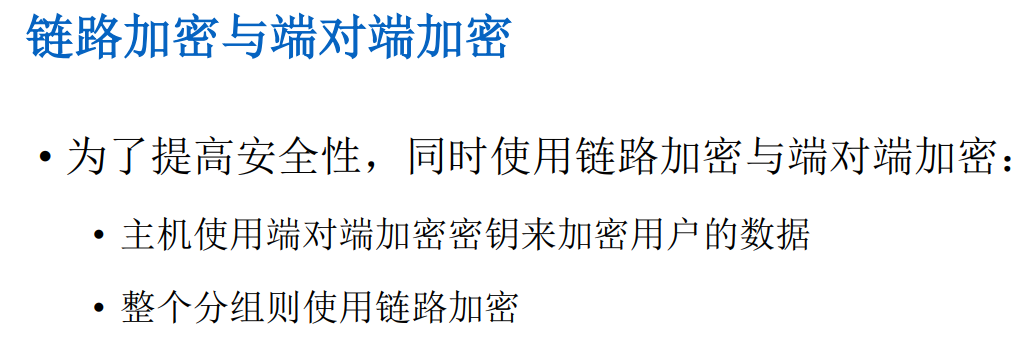 链路加密与端对端加密
• 为了提高安全性，同时使用链路加密与端对端加密：
• 主机使用端对端加密密钥来加密用户的数据
• 整个分组则使用链路加密